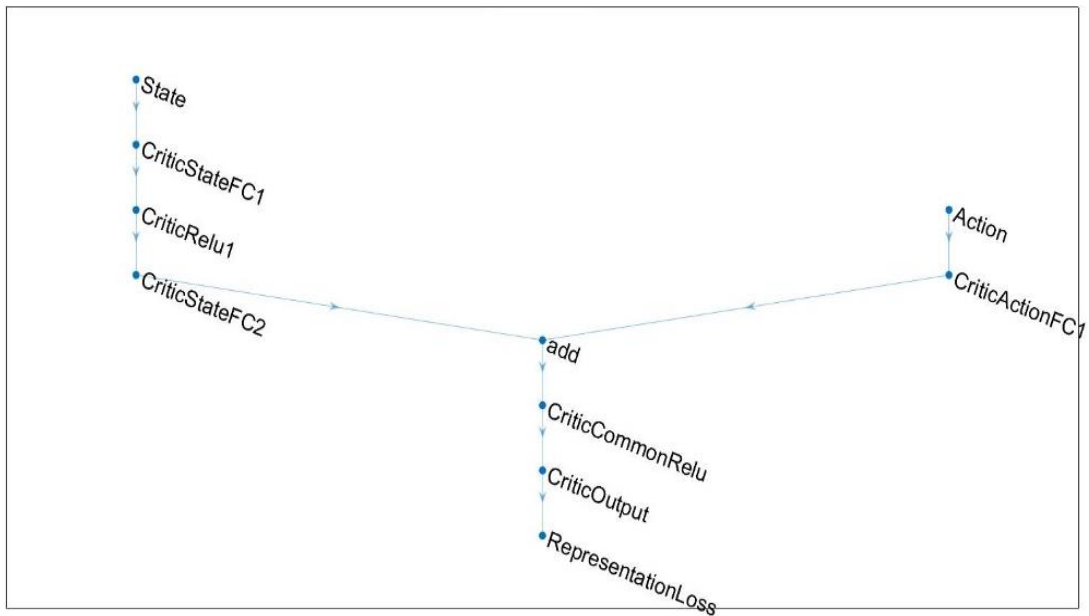 State
CriticStateFC1
CriticRelu1
CriticStateFC2
Action
CriticActionFC1
add
CriticCommonRelu
CriticOutput
RepresentationLoss